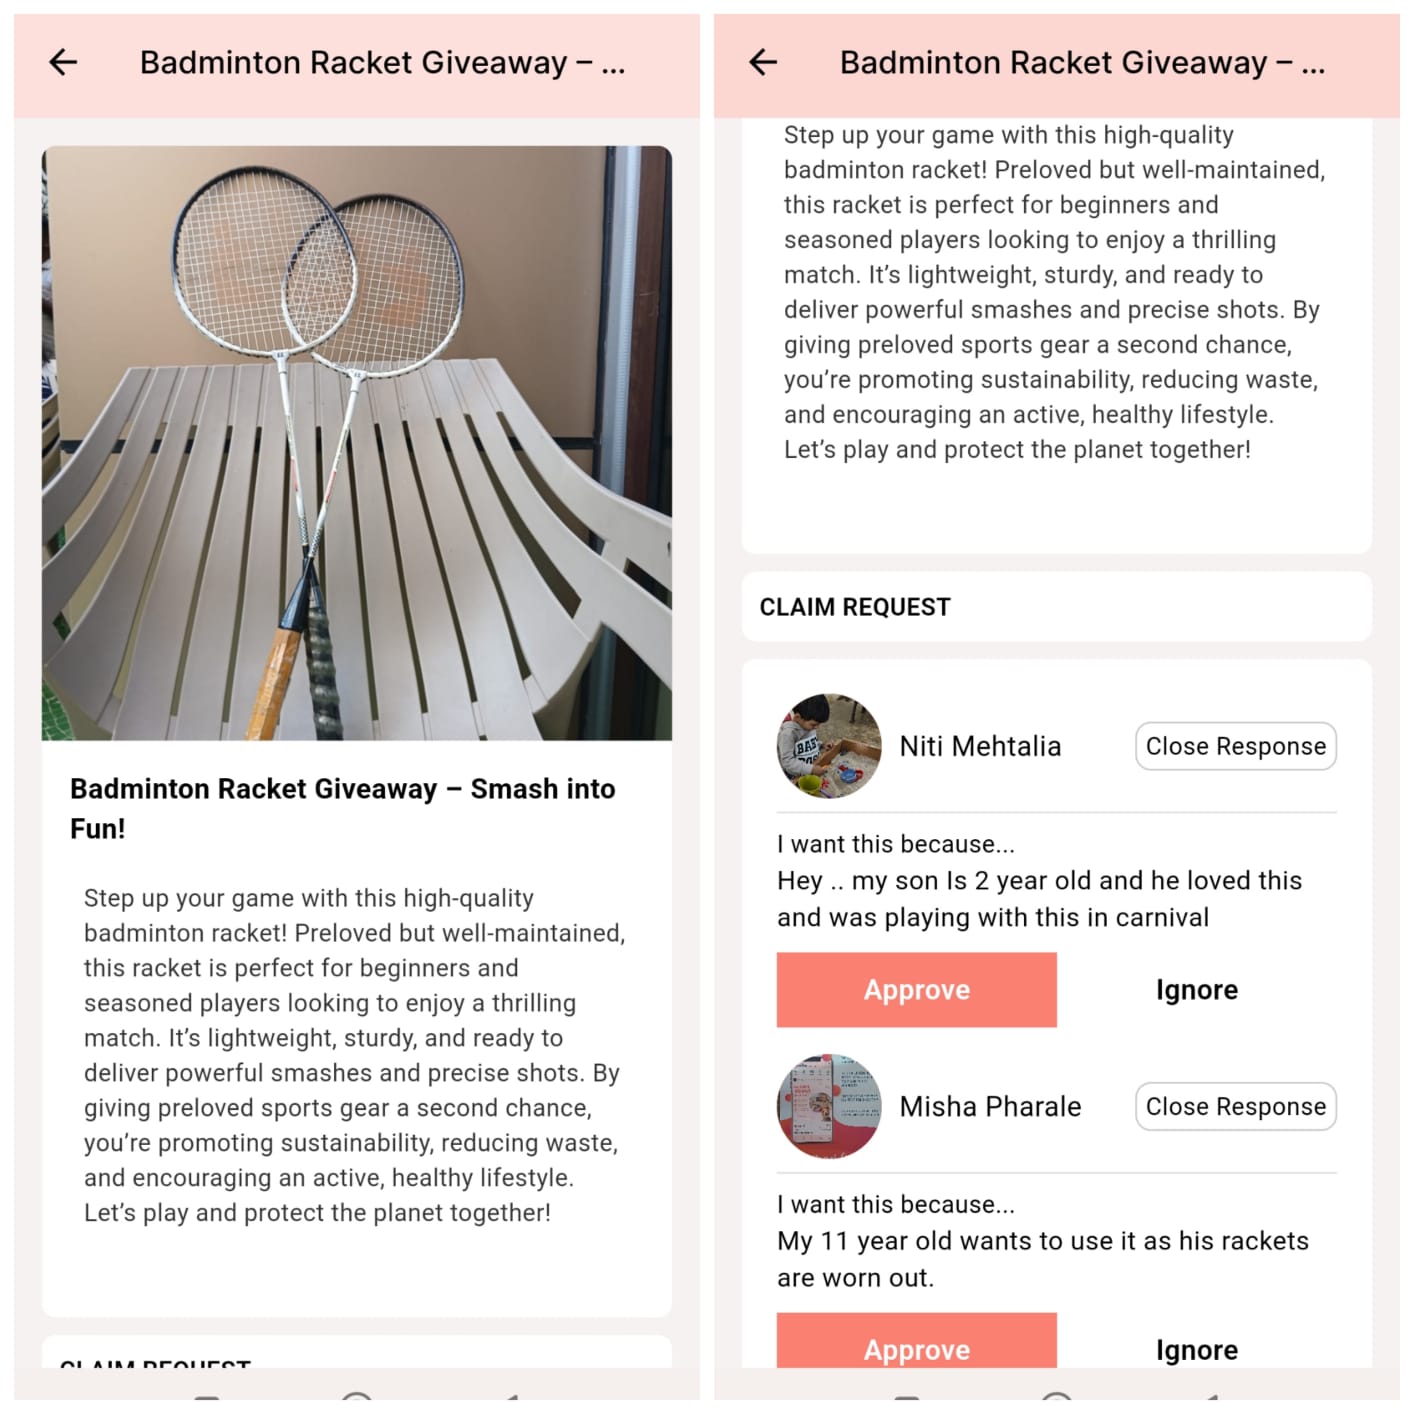 Badminton Racket Giveaway – ...
Badminton Racket Giveaway – Smash into
Fun!
Step up your game with this high-quality
badminton racket! Preloved but well-maintained,
this racket is perfect for beginners and
seasoned players looking to enjoy a thrilling
match. It’s lightweight, sturdy, and ready to
deliver powerful smashes and precise shots. By
giving preloved sports gear a second chance,
you’re promoting sustainability, reducing waste,
and encouraging an active, healthy lifestyle.
Let’s play and protect the planet together!
CLAIM REQUEST
Badminton Racket Giveaway – ...
Step up your game with this high-quality
badminton racket! Preloved but well-maintained,
this racket is perfect for beginners and
seasoned players looking to enjoy a thrilling
match. It’s lightweight, sturdy, and ready to
deliver powerful smashes and precise shots. By
giving preloved sports gear a second chance,
you’re promoting sustainability, reducing waste,
and encouraging an active, healthy lifestyle.
Let’s play and protect the planet together!
CLAIM REQUEST
Niti Mehtalia
Close Response
I want this because...
Hey .. my son Is 2 year old and he loved this
and was playing with this in carnival
Approve
Ignore
Misha Pharale
Close Response
I want this because...
My 11 year old wants to use it as his rackets
are worn out.
Approve
Ignore